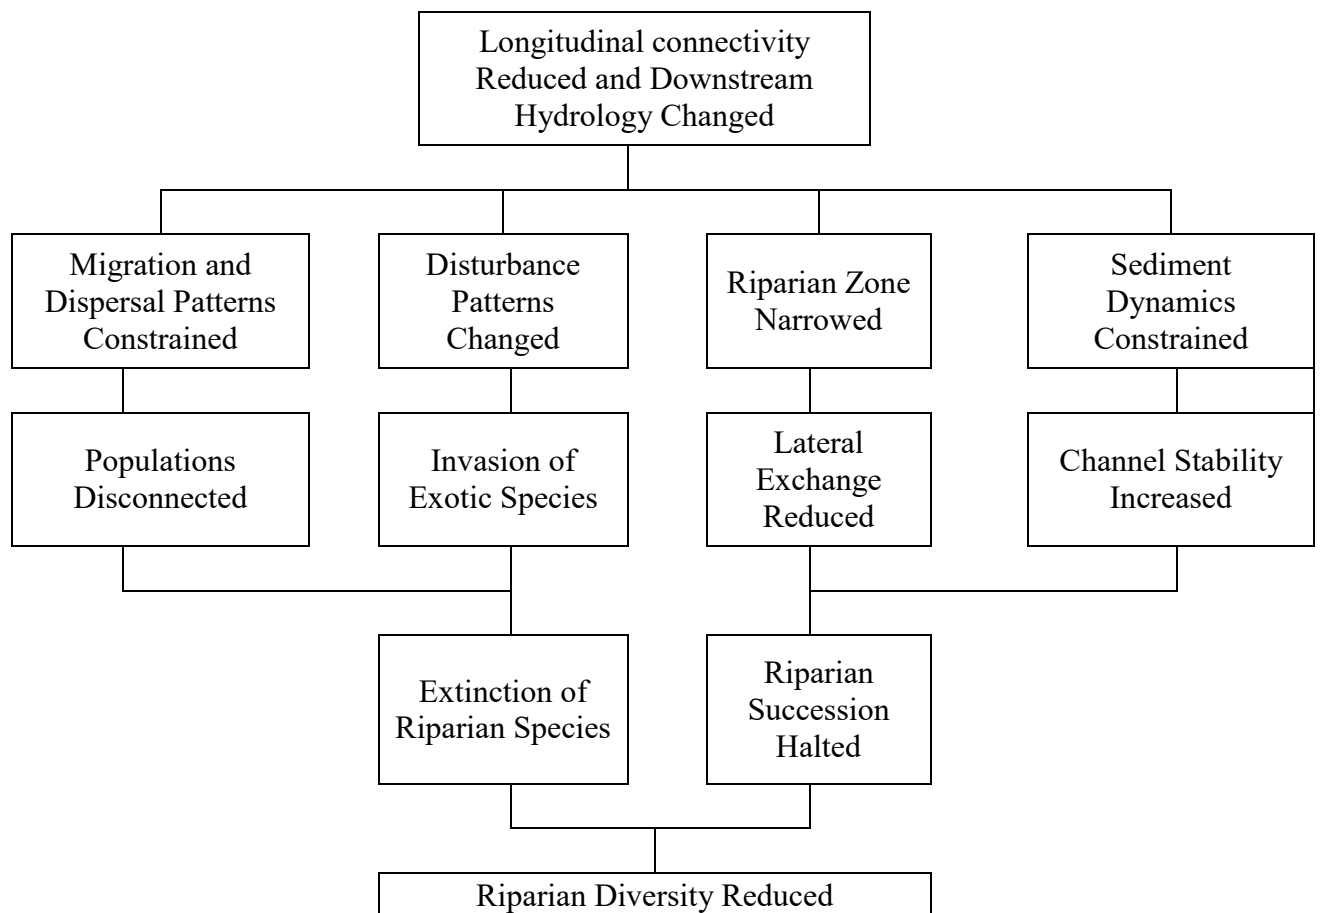 Longitudinal connectivity
Reduced and Downstream
Hydrology Changed
Migration and
Dispersal Patterns
Constrained
Disturbance
Patterns
Changed
Riparian Zone
Narrowed
Sediment
Dynamics
Constrained
Populations
Disconnected
Invasion of
Exotic Species
Lateral
Exchange
Reduced
Channel Stability
Increased
Extinction of
Riparian Species
Riparian
Succession
Halted
Riparian Diversity Reduced